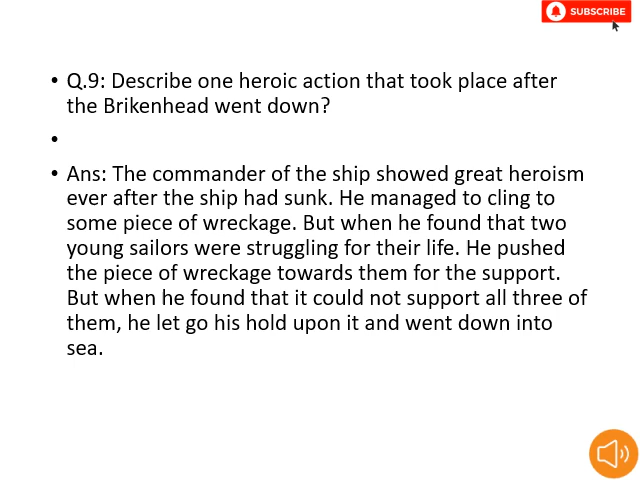 SUBSCRIBE
• Q.9: Describe one heroic action that took place after
the Brikenhead went down?
•
• Ans: The commander of the ship showed great heroism
ever after the ship had sunk. He managed to cling to
some piece of wreckage. But when he found that two
young sailors were struggling for their life. He pushed
the piece of wreckage towards them for the support.
But when he found that it could not support all three of
them, he let go his hold upon it and went down into
sea.